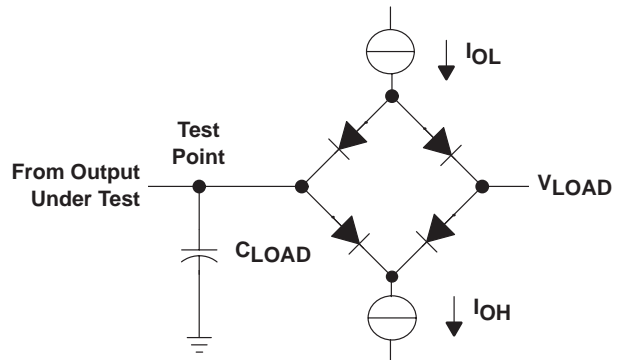 IOL
Test
Point
From Output
Under Test
VLOAD
CLOAD
IOH